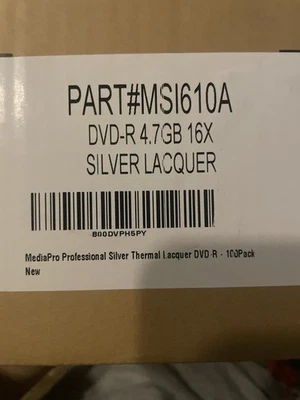 PART#MSI610A
DVD-R 4.7GB 16X
SILVER LACQUER
B00DVPH5PY
MediaPro Professional Silver Thermal Lacquer DVD-R - 100Pack
New